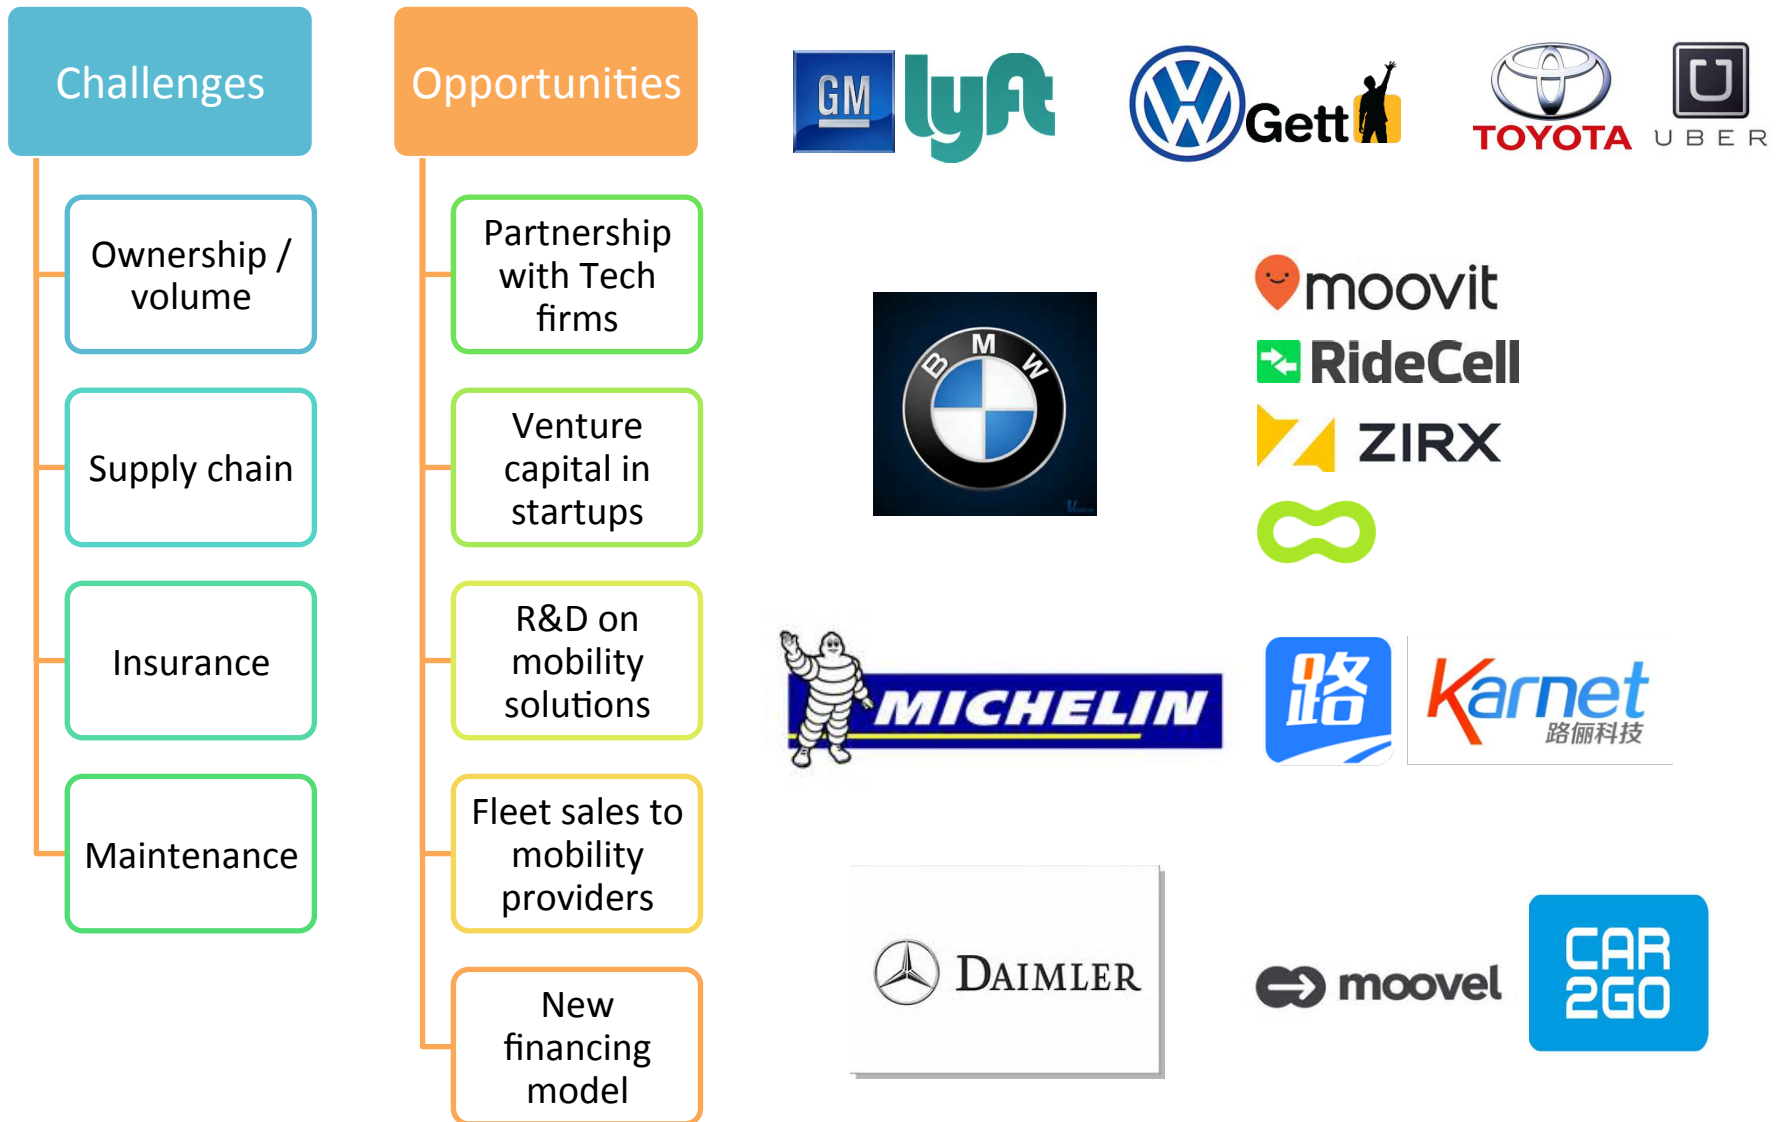 Challenges
Ownership /
volume
Supply chain
Insurance
Maintenance
Opportunities
Partnership
with Tech
firms
Venture
capital in
startups
R&D on
mobility
solutions
Fleet sales to
mobility
providers
New
financing
model
GM
lyft
VW
Gett
TOYOTA
U
UBER
BMW
moovit
RideCell
ZIRX
MICHELIN
路
Karnet
路俪科技
DAIMLER
moovel
CAR
2GO